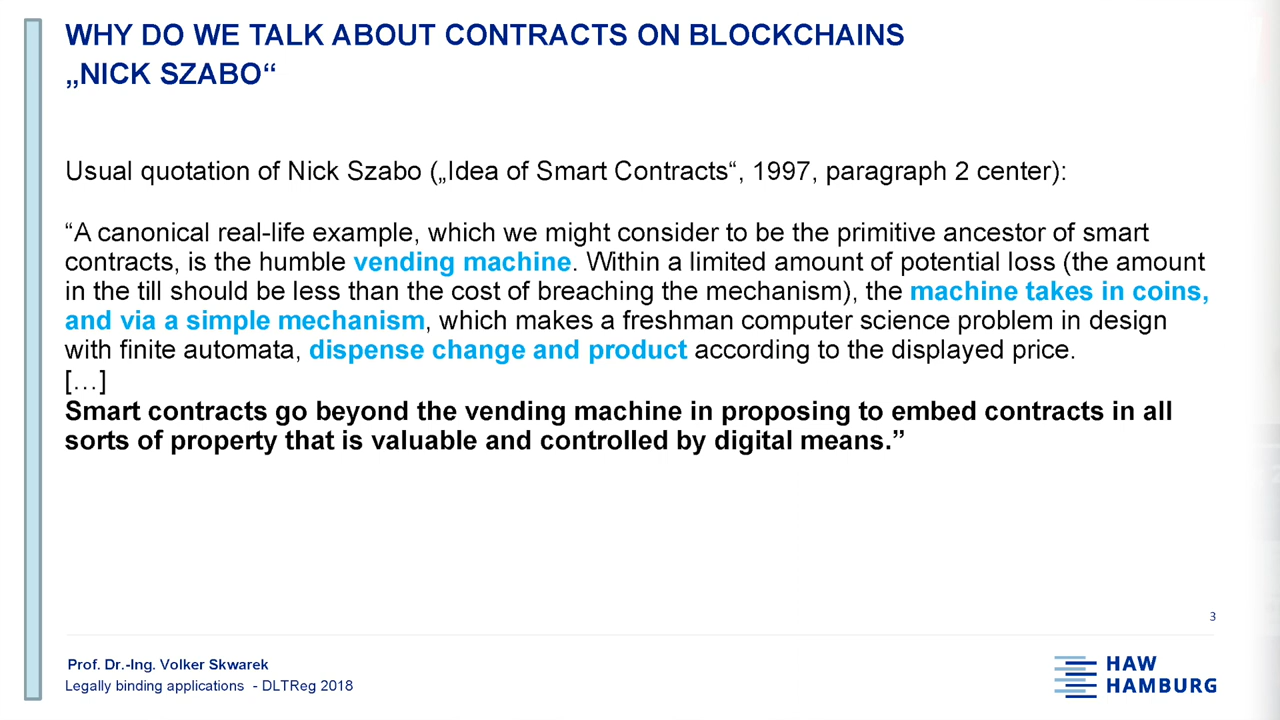 WHY DO WE TALK ABOUT CONTRACTS ON BLOCKCHAINS
„NICK SZABO“
Usual quotation of Nick Szabo („Idea of Smart Contracts“, 1997, paragraph 2 center):
“A canonical real-life example, which we might consider to be the primitive ancestor of smart
contracts, is the humble vending machine. Within a limited amount of potential loss (the amount
in the till should be less than the cost of breaching the mechanism), the machine takes in coins,
and via a simple mechanism, which makes a freshman computer science problem in design
with finite automata, dispense change and product according to the displayed price.
[…]
Smart contracts go beyond the vending machine in proposing to embed contracts in all
sorts of property that is valuable and controlled by digital means.”
3
Prof. Dr.-Ing. Volker Skwarek
Legally binding applications - DLTReg 2018
HAW
HAMBURG